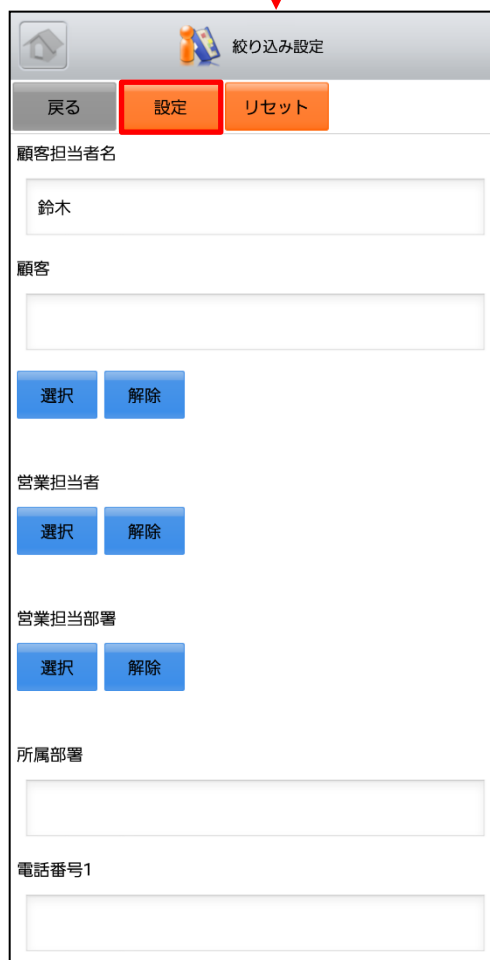 絞り込み設定
戻る 設定 リセット
顧客担当者名
鈴木
顧客
選択 解除
営業担当者
選択 解除
営業担当部署
選択 解除
所属部署
電話番号1